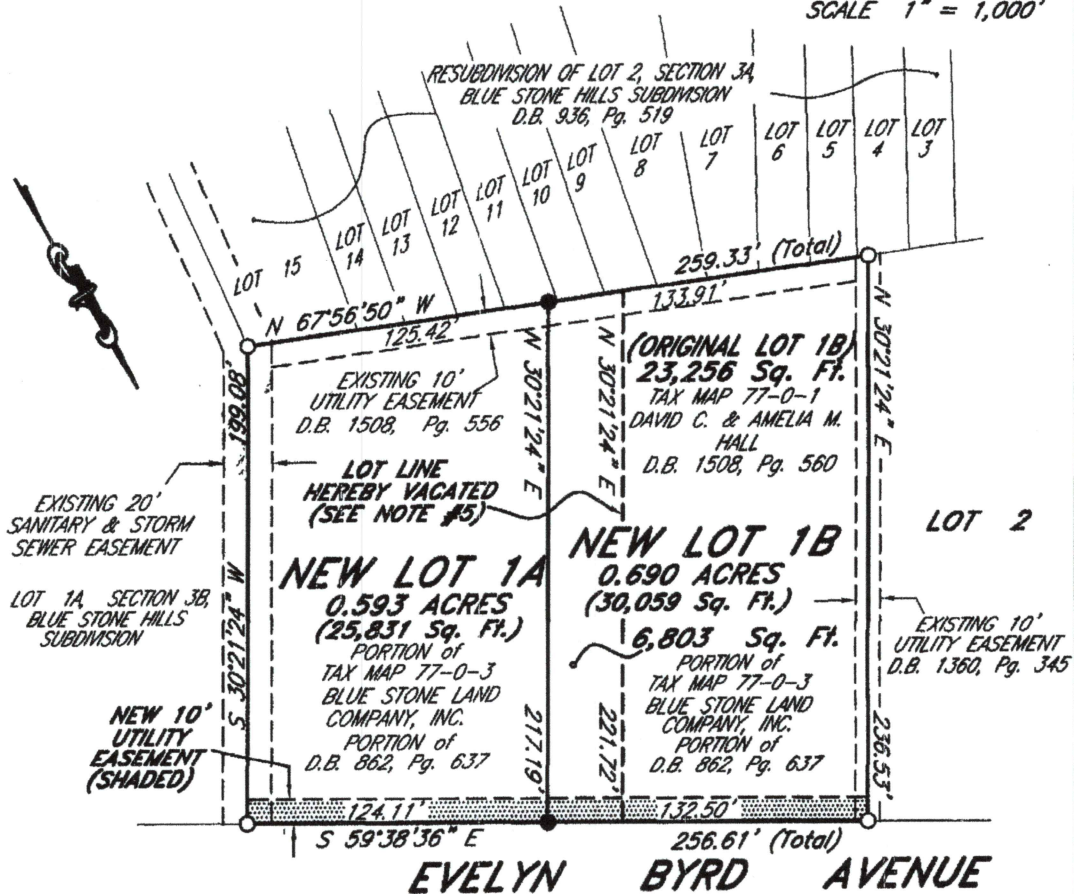 SCALE 1" = 1,000'
RESUBDIVISION OF LOT 2, SECTION 3A,
BLUE STONE HILLS SUBDIVISION
D.B. 936, Pg. 519
LOT 15
LOT 14
LOT 13
LOT 12
LOT 11
LOT 10
LOT 9
LOT 8
LOT 7
LOT 6
LOT 5
LOT 4
LOT 3
259.33' (Total)
N 67°56'50" W
125.42'
133.91'
199.08'
S 30°21'24" W
EXISTING 10'
UTILITY EASEMENT
D.B. 1508, Pg. 556
N 30°21'24" E
217.19'
N 30°21'24" E
221.72'
(ORIGINAL LOT 1B)
23,256 Sq. Ft.
TAX MAP 77-0-1
DAVID C. & AMELIA M.
HALL
D.B. 1508, Pg. 560
N 30°21'24" E
236.53'
LOT LINE
HEREBY VACATED
(SEE NOTE #5)
EXISTING 20'
SANITARY & STORM
SEWER EASEMENT
LOT 1A, SECTION 3B,
BLUE STONE HILLS
SUBDIVISION
NEW LOT 1A
0.593 ACRES
(25,831 Sq. Ft.)
PORTION of
TAX MAP 77-0-3
BLUE STONE LAND
COMPANY, INC.
PORTION of
D.B. 862, Pg. 637
NEW LOT 1B
0.690 ACRES
(30,059 Sq. Ft.)
6,803 Sq. Ft.
PORTION of
TAX MAP 77-0-3
BLUE STONE LAND
COMPANY, INC.
PORTION of
D.B. 862, Pg. 637
LOT 2
EXISTING 10'
UTILITY EASEMENT
D.B. 1360, Pg. 345
NEW 10'
UTILITY
EASEMENT
(SHADED)
124.11'
132.50'
S 59°38'36" E
256.61' (Total)
EVELYN BYRD AVENUE